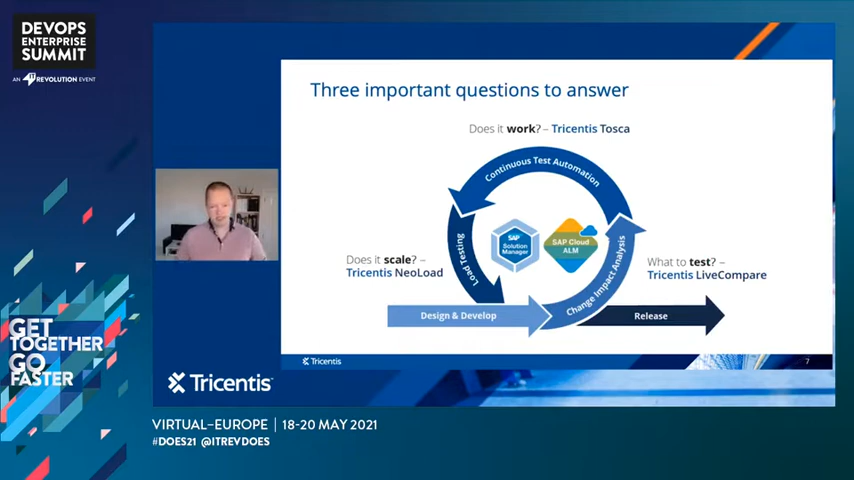 DEVOPS
ENTERPRISE
SUMMIT
AN IT REVOLUTION EVENT
Three important questions to answer
Does it work? – Tricentis Tosca
Continuous Test Automation
Load Testing
SAP
Solution
Manager
SAP Cloud
ALM
Change Impact Analysis
Does it scale? –
Tricentis NeoLoad
What to test? –
Tricentis LiveCompare
Design & Develop
Release
Tricentis
7
GET
TOGETHER
GO
FASTER
Tricentis
VIRTUAL–EUROPE | 18-20 MAY 2021
#DOES21 @ITREVDOES